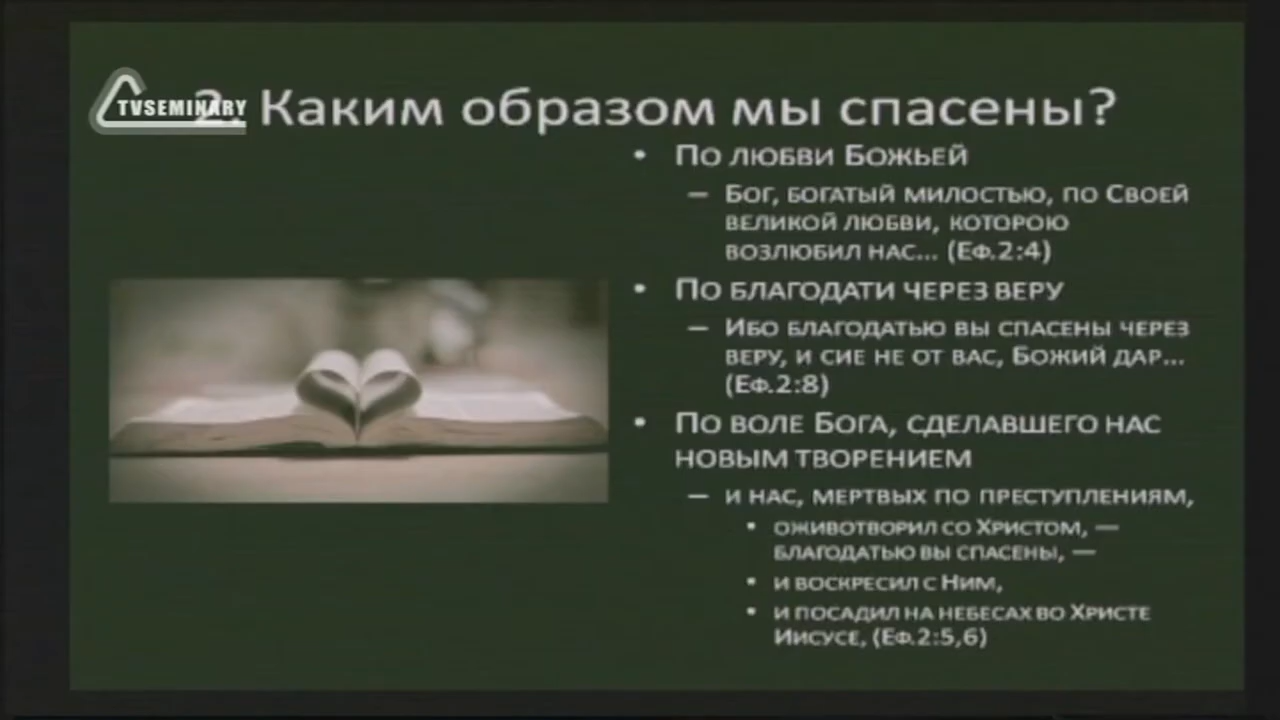 TVSEMINARY
2. Каким образом мы спасены?
• По любви Божьей
– Бог, богатый милостью, по Своей
великой любви, которою
возлюбил нас... (Еф.2:4)
• По благодати через веру
– Ибо благодатью вы спасены через
веру, и сие не от вас, Божий дар...
(Еф.2:8)
• По воле Бога, сделавшего нас
новым творением
– и нас, мертвых по преступлениям,
• оживотворил со Христом, —
благодатью вы спасены, —
• и воскресил с Ним,
• и посадил на небесах во Христе
Иисусе, (Еф.2:5,6)